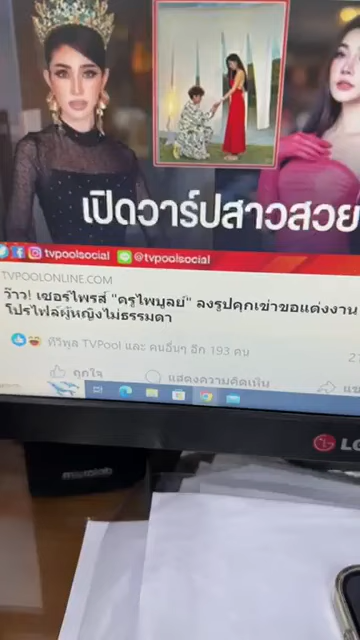 เปิดวาร์ปสาวสวย
tvpoolsocial @tvpoolsocial
TVPOOLONLINE.COM
ว๊าว! เซอร์ไพรส์ "ครูไพบูลย์" ลงรูปคุกเข่าขอแต่งงาน
โปรไฟล์ผู้หญิงไม่ธรรมดา
ทีวีพูล TVPool และ คนอื่นๆ อีก 193 คน
ถูกใจ แสดงความคิดเห็น
LG